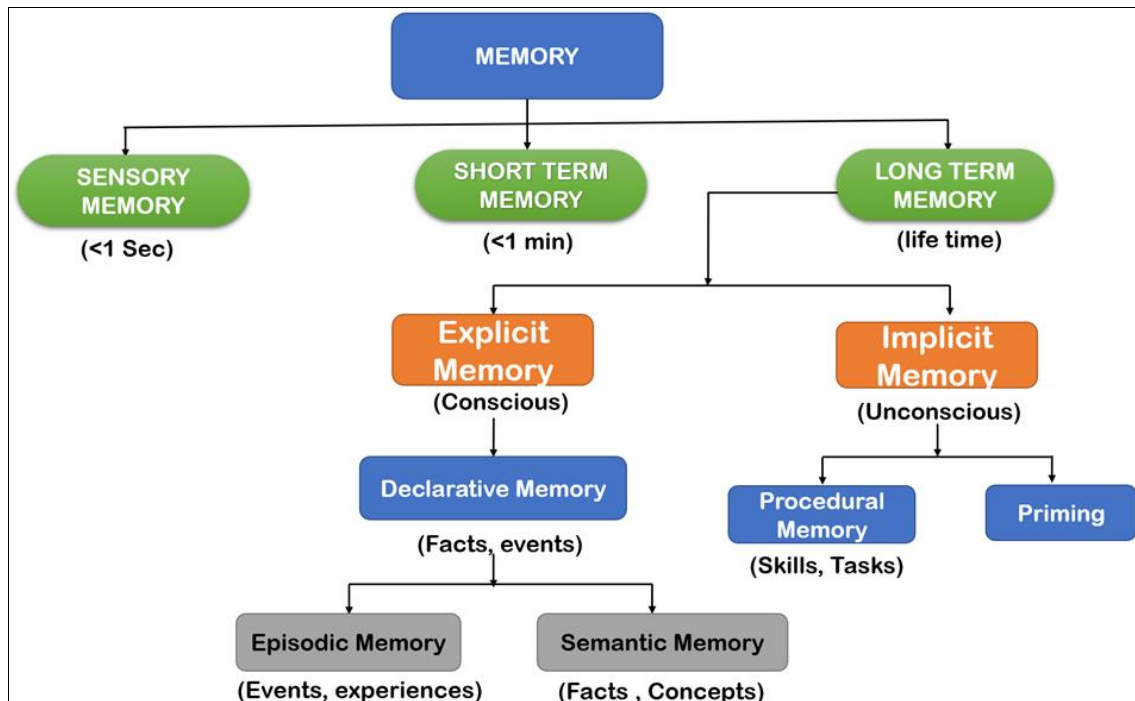 MEMORY
SENSORY
MEMORY
(<1 Sec)
SHORT TERM
MEMORY
(<1 min)
LONG TERM
MEMORY
(life time)
Explicit
Memory
(Conscious)
Implicit
Memory
(Unconscious)
Declarative Memory
(Facts, events)
Procedural
Memory
(Skills, Tasks)
Priming
Episodic Memory
(Events, experiences)
Semantic Memory
(Facts , Concepts)